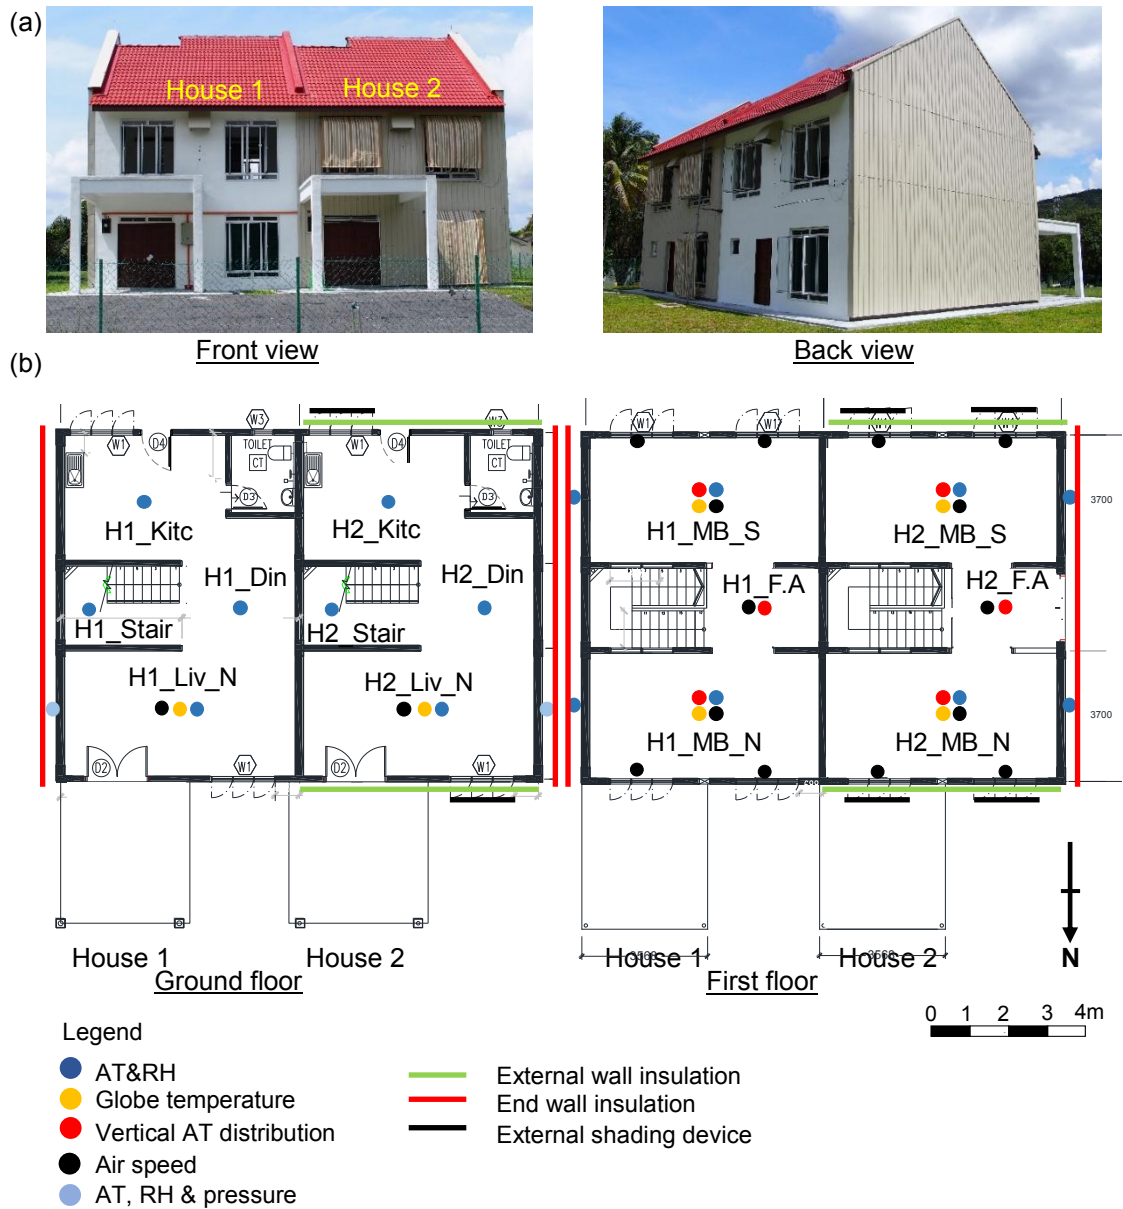 (a)
House 1
House 2
Front view
Back view
(b)
W3
W3
W1
D4
TOILET
CT
W1
D4
TOILET
CT
W1
W1
D3
D3
H1_Kitc
H2_Kitc
H1_MB_S
H2_MB_S
3700
H1_Din
H2_Din
H1_F.A
H2_F.A
H1_Stair
H2_Stair
H1_Liv_N
H2_Liv_N
H1_MB_N
H2_MB_N
3700
D2
W1
D2
W1
House 1
House 2
House 1
3568
House 2
3568
N
Ground floor
First floor
0 1 2 3 4m
Legend
AT&RH
Globe temperature
Vertical AT distribution
Air speed
AT, RH & pressure
External wall insulation
End wall insulation
External shading device